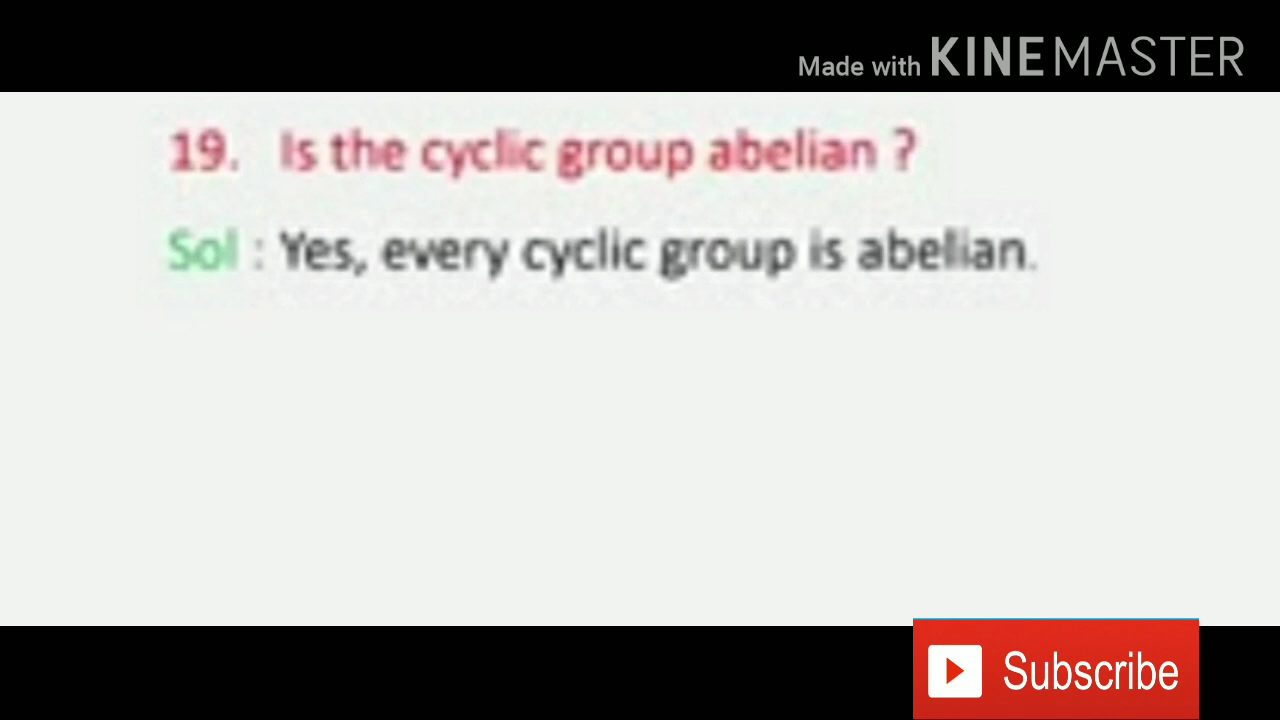 Made with KINEMASTER
19. Is the cyclic group abelian ?
Sol : Yes, every cyclic group is abelian.
Subscribe